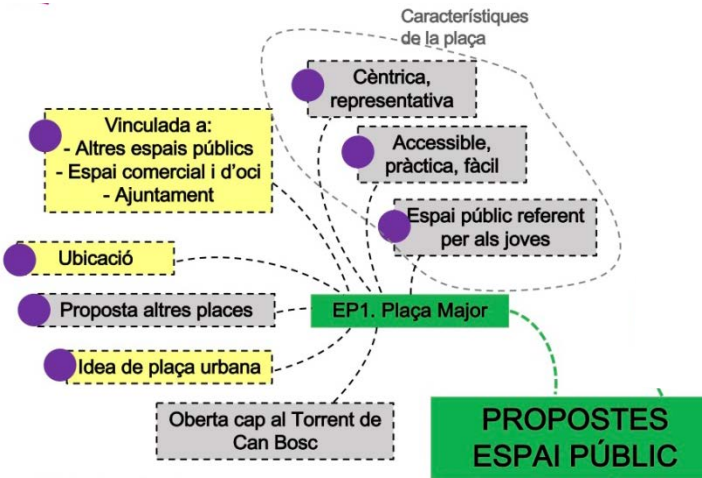 Característiques
de la plaça
Cèntrica,
representativa
Vinculada a:
- Altres espais públics
- Espai comercial i d'oci
- Ajuntament
Accessible,
pràctica, fàcil
Espai públic referent
per als joves
Ubicació
Proposta altres places
EP1. Plaça Major
Idea de plaça urbana
Oberta cap al Torrent de
Can Bosc
PROPOSTES
ESPAI PÚBLIC